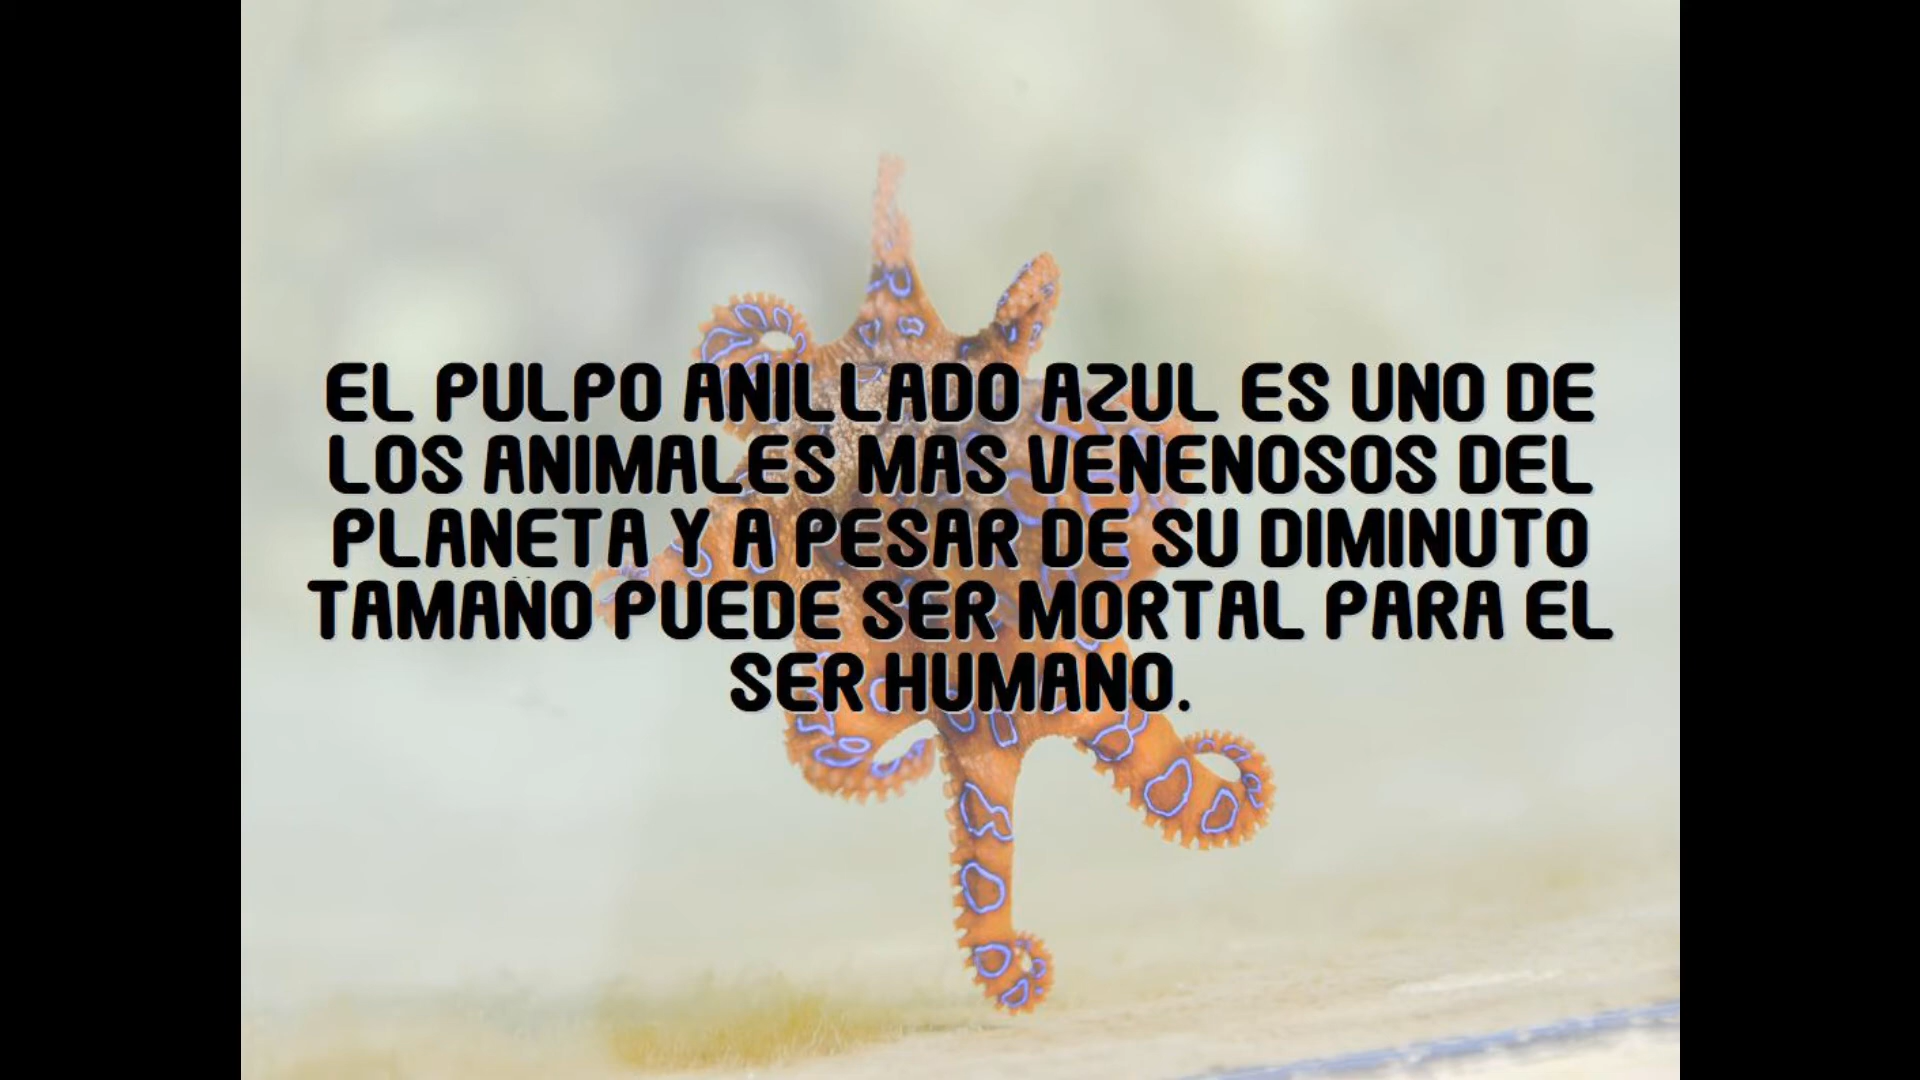 EL PULPO ANILLADO AZUL ES UNO DE
LOS ANIMALES MAS VENENOSOS DEL
PLANETA Y A PESAR DE SU DIMINUTO
TAMAÑO PUEDE SER MORTAL PARA EL
SER HUMANO.